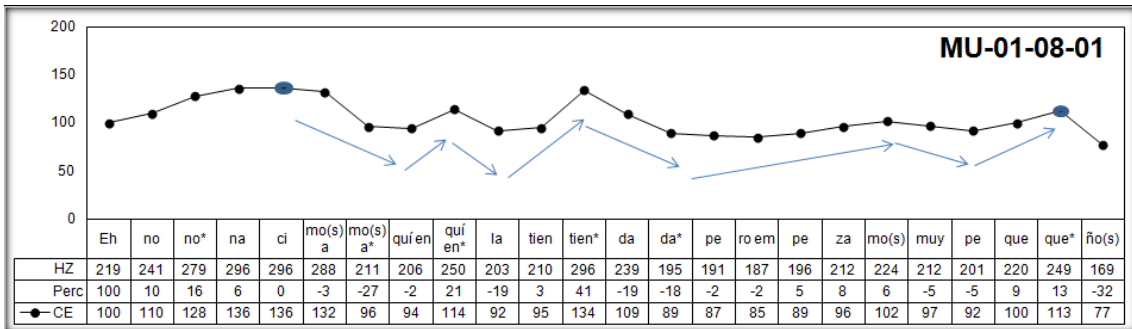 200
MU-01-08-01
150
100
50
0
Eh no no* na ci mo(s) a mo(s) a* quí en quí en* la tien tien* da da* pe ro em pe za mo(s) muy pe que que* ño(s)
HZ 219 241 279 296 296 288 211 206 250 203 210 296 239 195 191 187 196 212 224 212 201 220 249 169
Perc 100 10 16 6 0 -3 -27 -2 21 -19 3 41 -19 -18 -2 -2 5 8 6 -5 -5 9 13 -32
CE 100 110 128 136 136 132 96 94 114 92 95 134 109 89 87 85 89 96 102 97 92 100 113 77